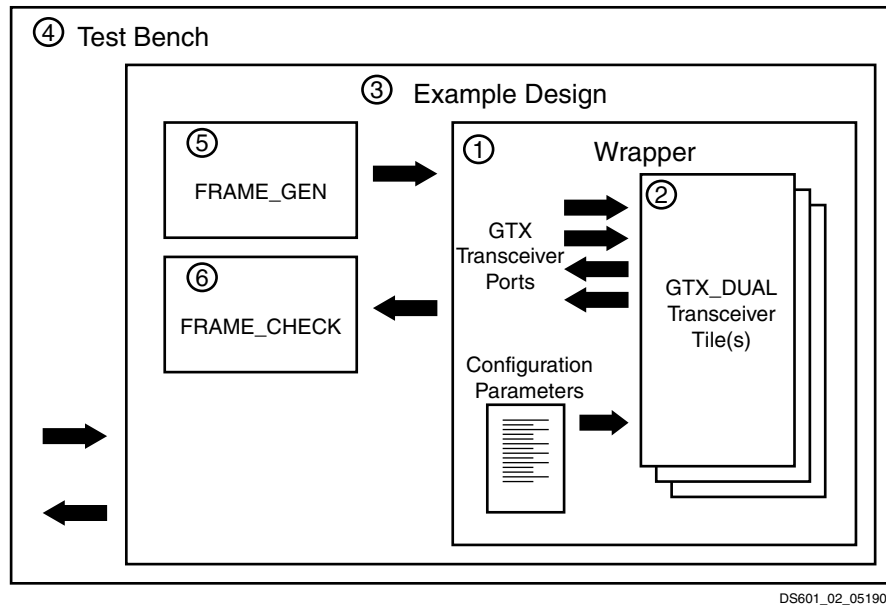 ④ Test Bench
③ Example Design
⑤
FRAME_GEN
① Wrapper
②
GTX
Transceiver
Ports
GTX_DUAL
Transceiver
Tile(s)
⑥
FRAME_CHECK
Configuration
Parameters
DS601_02_05190